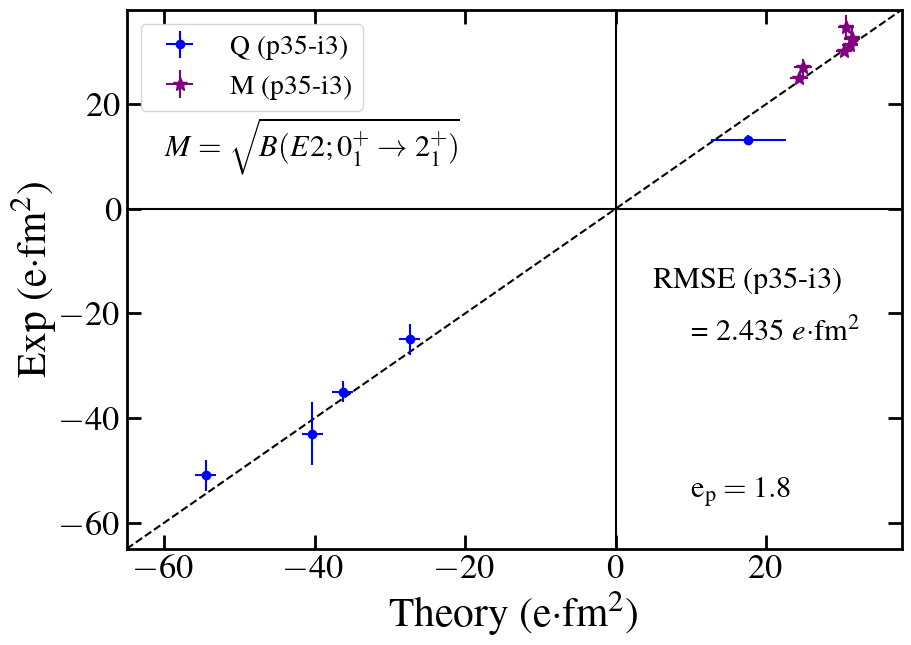 Q (p35-i3)
M (p35-i3)
M = √B(E2; 0₁⁺ → 2₁⁺)
20
0
−20
−40
−60
Exp (e·fm²)
RMSE (p35-i3)
= 2.435 e·fm²
eₚ = 1.8
−60 −40 −20 0 20
Theory (e·fm²)